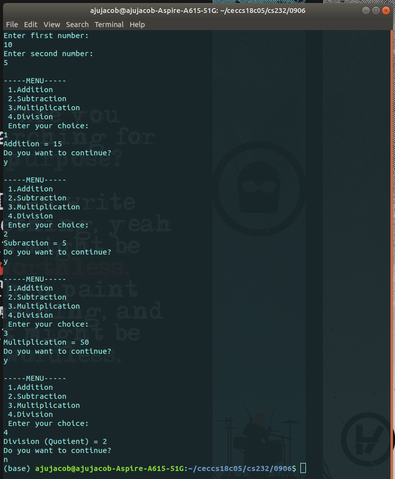 ajujacob@ajujacob-Aspire-A615-51G: ~/ceccs18c05/cs232/0906
File Edit View Search Terminal Help
Enter first number:
10
Enter second number:
5
-----MENU-----
1.Addition
2.Subtraction
3.Multiplication
4.Division
Enter your choice:
1
Addition = 15
Do you want to continue?
y
-----MENU-----
1.Addition
2.Subtraction
3.Multiplication
4.Division
Enter your choice:
2
Subraction = 5
Do you want to continue?
y
-----MENU-----
1.Addition
2.Subtraction
3.Multiplication
4.Division
Enter your choice:
3
Multiplication = 50
Do you want to continue?
y
-----MENU-----
1.Addition
2.Subtraction
3.Multiplication
4.Division
Enter your choice:
4
Division (Quotient) = 2
Do you want to continue?
n
(base) ajujacob@ajujacob-Aspire-A615-51G:~/ceccs18c05/cs232/0906$